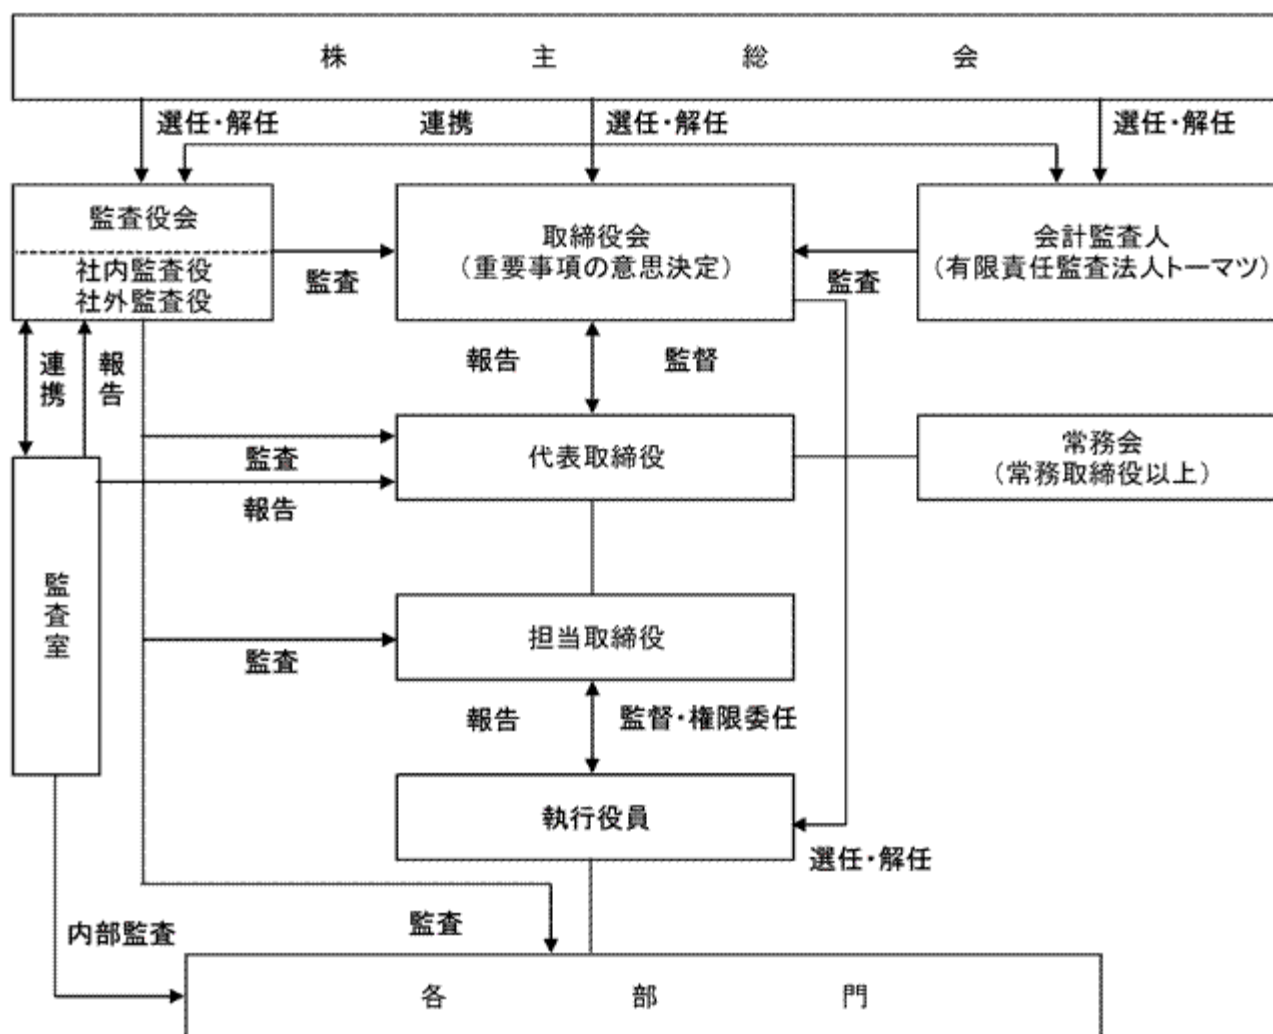 株主総会
選任・解任
連携
選任・解任
選任・解任
監査役会
社内監査役
社外監査役
監査
取締役会
（重要事項の意思決定）
監査
会計監査人
（有限責任監査法人トーマツ）
連携
報告
報告
監督
監査
報告
代表取締役
常務会
（常務取締役以上）
監査室
監査
担当取締役
報告
監督・権限委任
執行役員
選任・解任
内部監査
監査
各部門